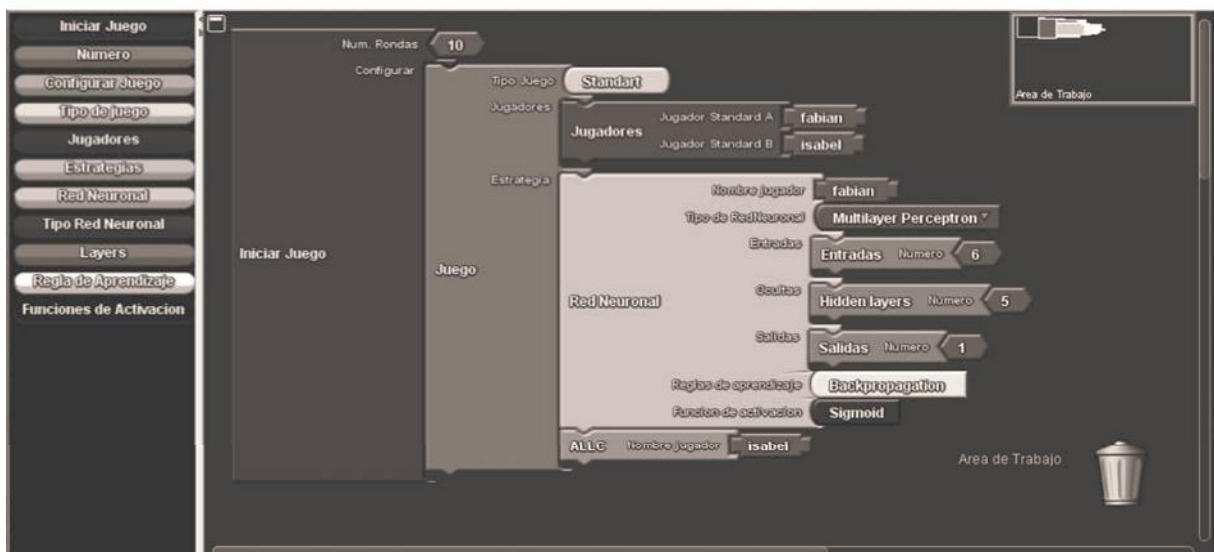 Iniciar Juego
Numero
Configurar Juego
Tipo de juego
Jugadores
Estrategias
Red Neuronal
Tipo Red Neuronal
Layers
Regla de Aprendizaje
Funciones de Activacion
Num. Rondas 10
Configurar
Tipo Juego Standart
Jugadores
Jugador Standard A fabian
Jugadores
Jugador Standard B isabel
Estrategia
Nombre jugador fabian
Tipo de RedNeuronal Multilayer Perceptron
Entradas
Entradas Numero 6
Iniciar Juego
Juego
Ocultas
Red Neuronal
Hidden layers Número 5
Salidas
Salidas Numero 1
Reglas de aprendizaje Backpropagation
Funcion de activacion Sigmoid
ALLC Nombre jugador isabel
Area de Trabajo
Area de Trabajo